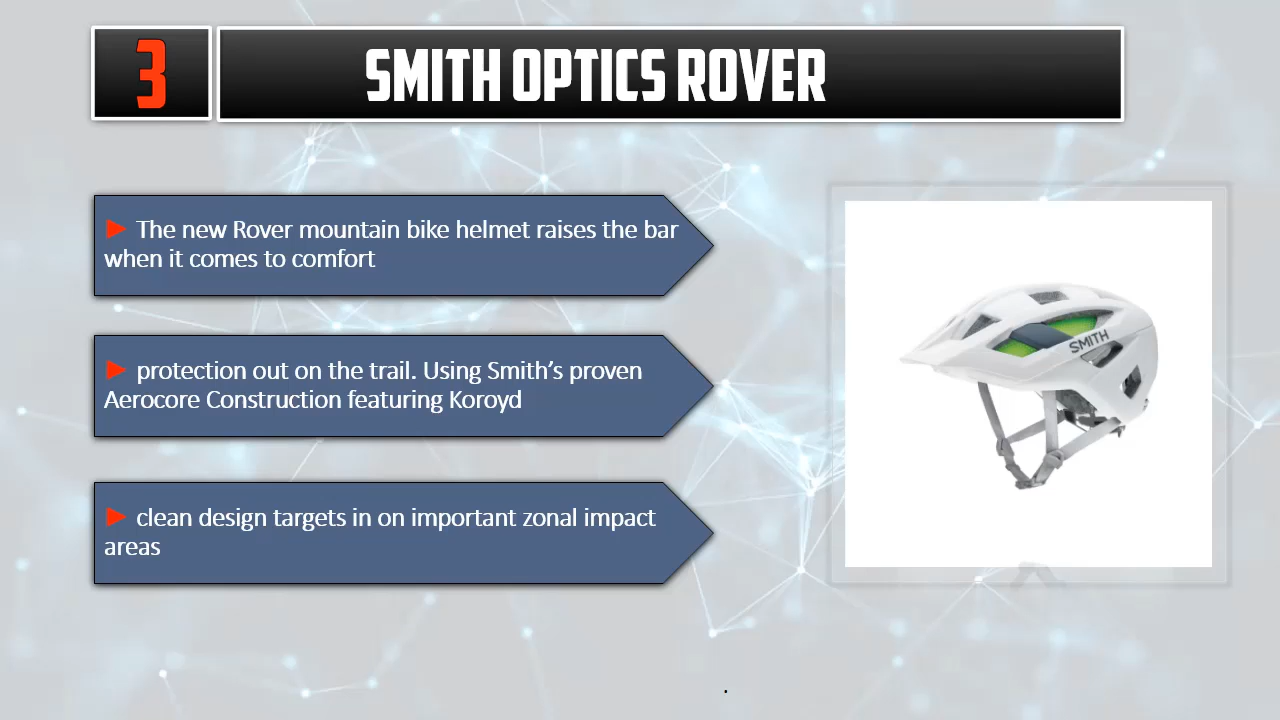 3
SMITH OPTICS ROVER
► The new Rover mountain bike helmet raises the bar
when it comes to comfort
► protection out on the trail. Using Smith’s proven
Aerocore Construction featuring Koroyd
► clean design targets in on important zonal impact
areas
SMITH
.